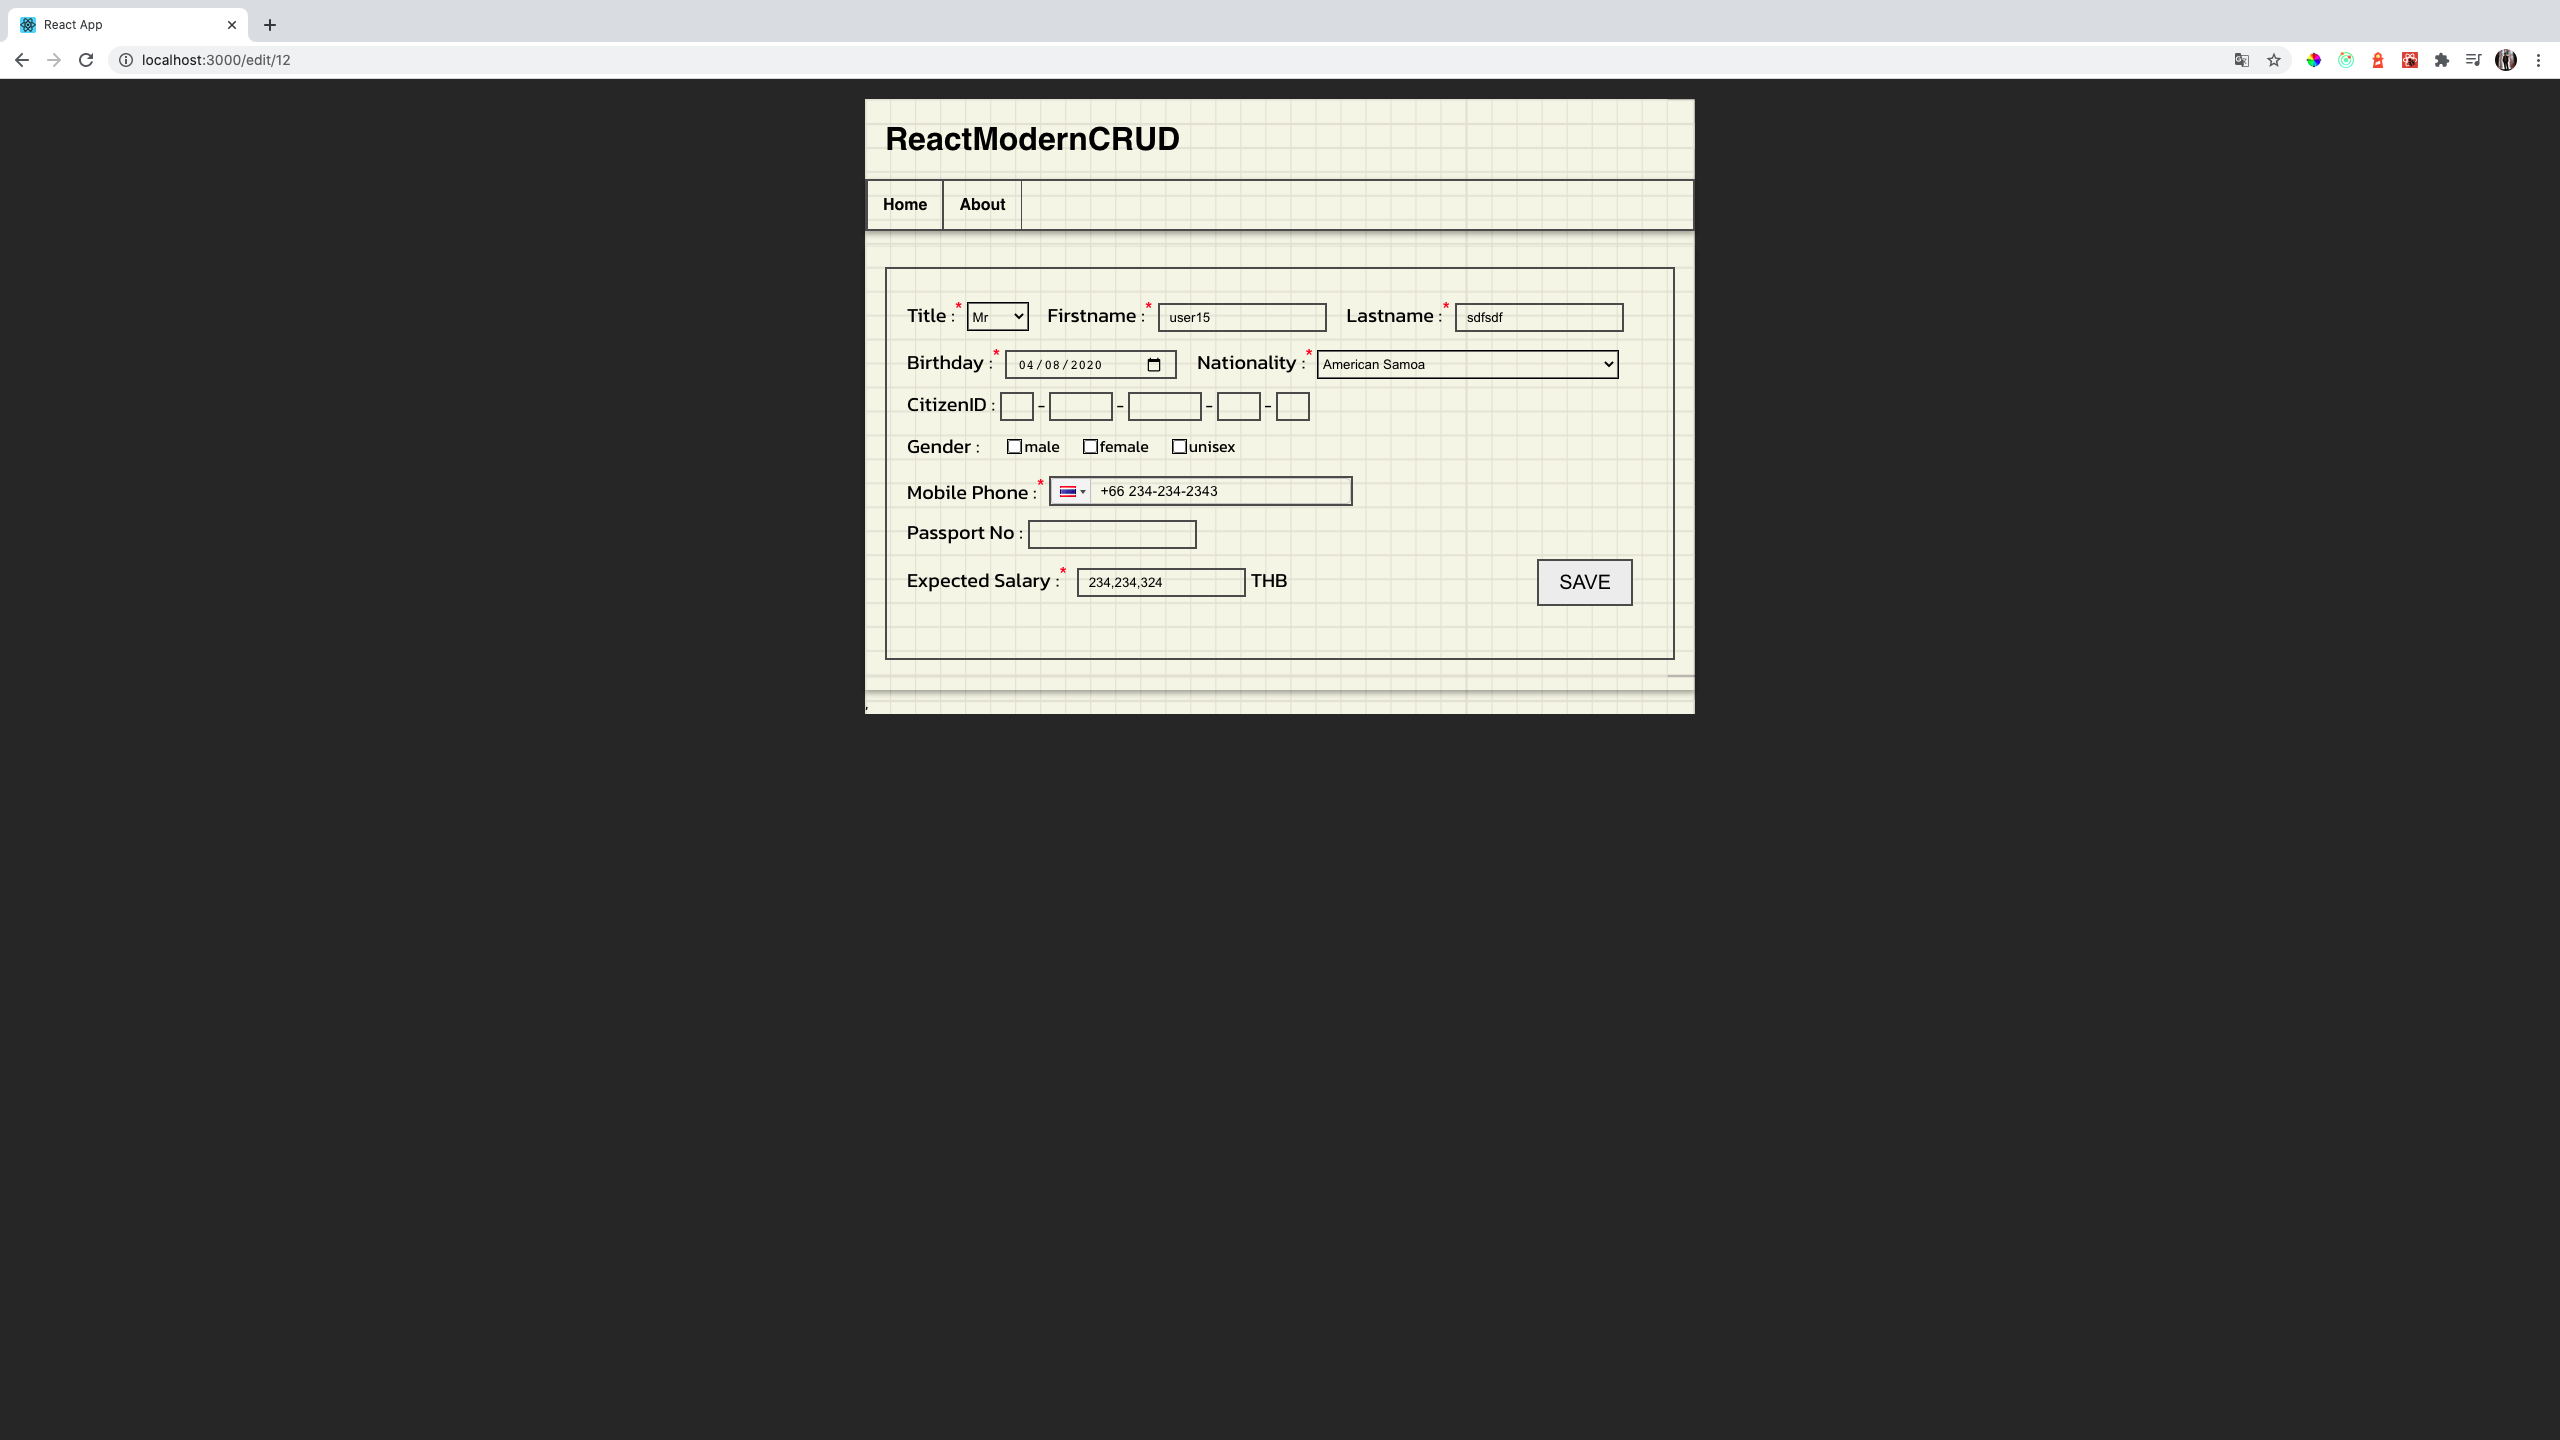 React App
localhost:3000/edit/12
ReactModernCRUD
Home About
Title : * Mr Firstname : * user15 Lastname : * sdfsdf
Birthday : * 04/08/2020 Nationality : * American Samoa
CitizenID : - - - -
Gender : male female unisex
Mobile Phone : * +66 234-234-2343
Passport No :
Expected Salary : * 234,234,324 THB SAVE
,